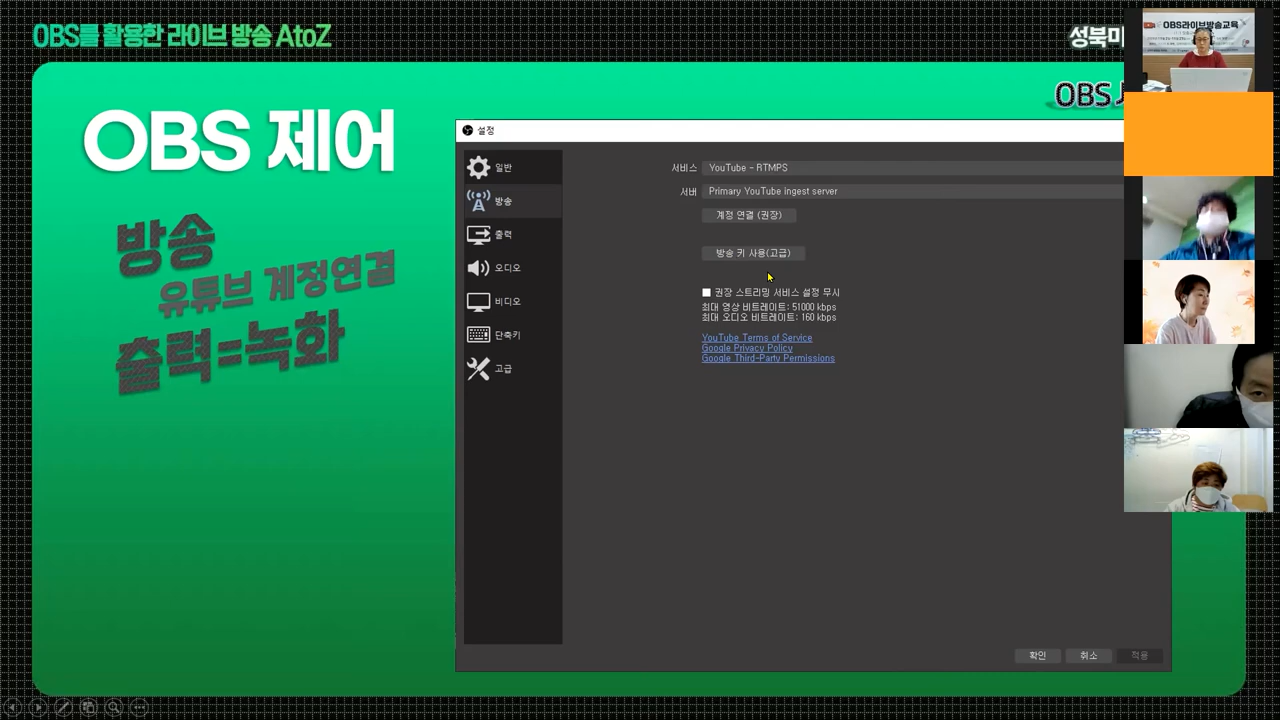 OBS를 활용한 라이브 방송 AtoZ
성북미
OBS라이브방송교육
OBS
OBS 제어
방송
유튜브 계정연결
출력=녹화
설정
일반
방송
출력
오디오
비디오
단축키
고급
서비스 YouTube - RTMPS
서버 Primary YouTube ingest server
계정 연결 (권장)
방송 키 사용(고급)
권장 스트리밍 서비스 설정 무시
최대 영상 비트레이트: 51000 kbps
최대 오디오 비트레이트: 160 kbps
YouTube Terms of Service
Google Privacy Policy
Google Third-Party Permissions
확인 취소 적용